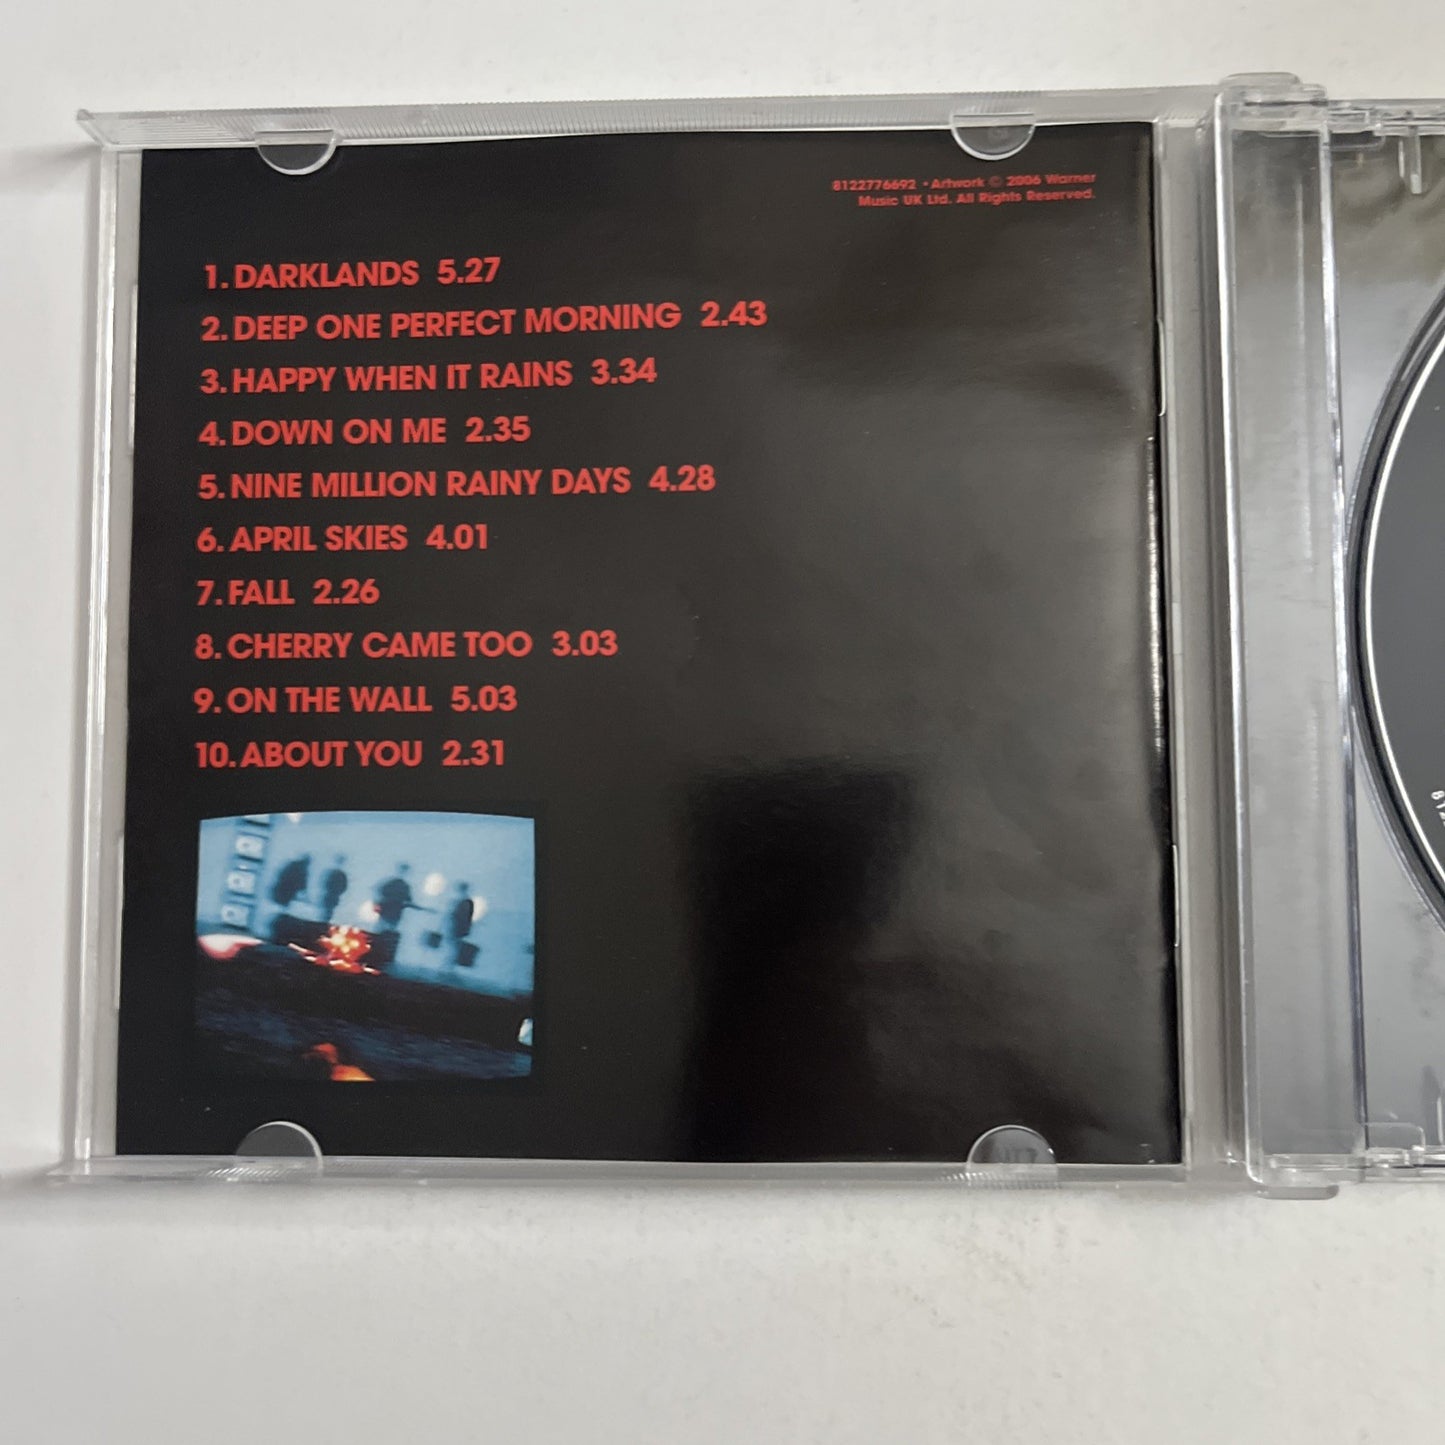 8122776692 • Artwork © 2006 Warner
Music UK Ltd. All Rights Reserved.
1. DARKLANDS 5.27
2. DEEP ONE PERFECT MORNING 2.43
3. HAPPY WHEN IT RAINS 3.34
4. DOWN ON ME 2.35
5. NINE MILLION RAINY DAYS 4.28
6. APRIL SKIES 4.01
7. FALL 2.26
8. CHERRY CAME TOO 3.03
9. ON THE WALL 5.03
10. ABOUT YOU 2.31